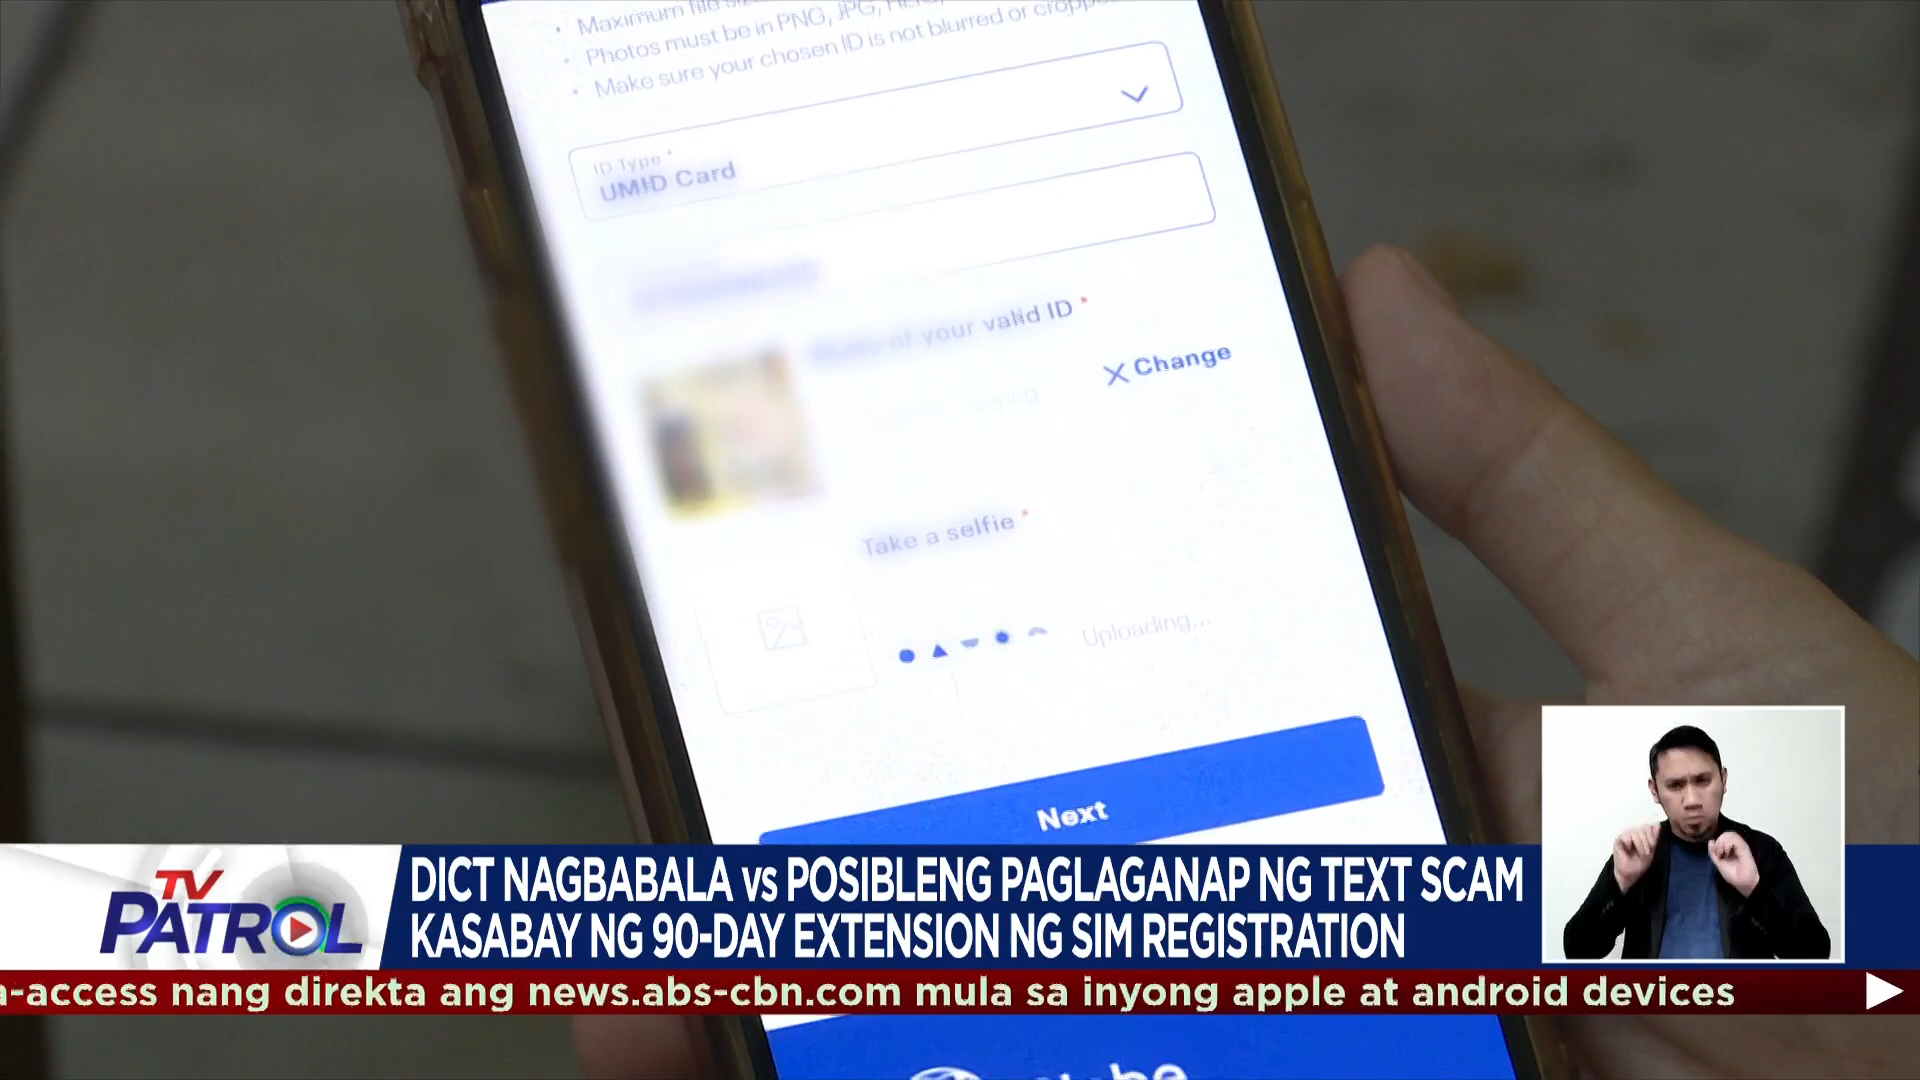 Maximum file
Photos must be in PNG, JPG,
Make sure your chosen ID is not blurred or
ID Type *
UMID Card
of your valid ID *
Change
Take a selfie *
Uploading...
Next
TV PATROL
DICT NAGBABALA vs POSIBLENG PAGLAGANAP NG TEXT SCAM
KASABAY NG 90-DAY EXTENSION NG SIM REGISTRATION
a-access nang direkta ang news.abs-cbn.com mula sa inyong apple at android devices